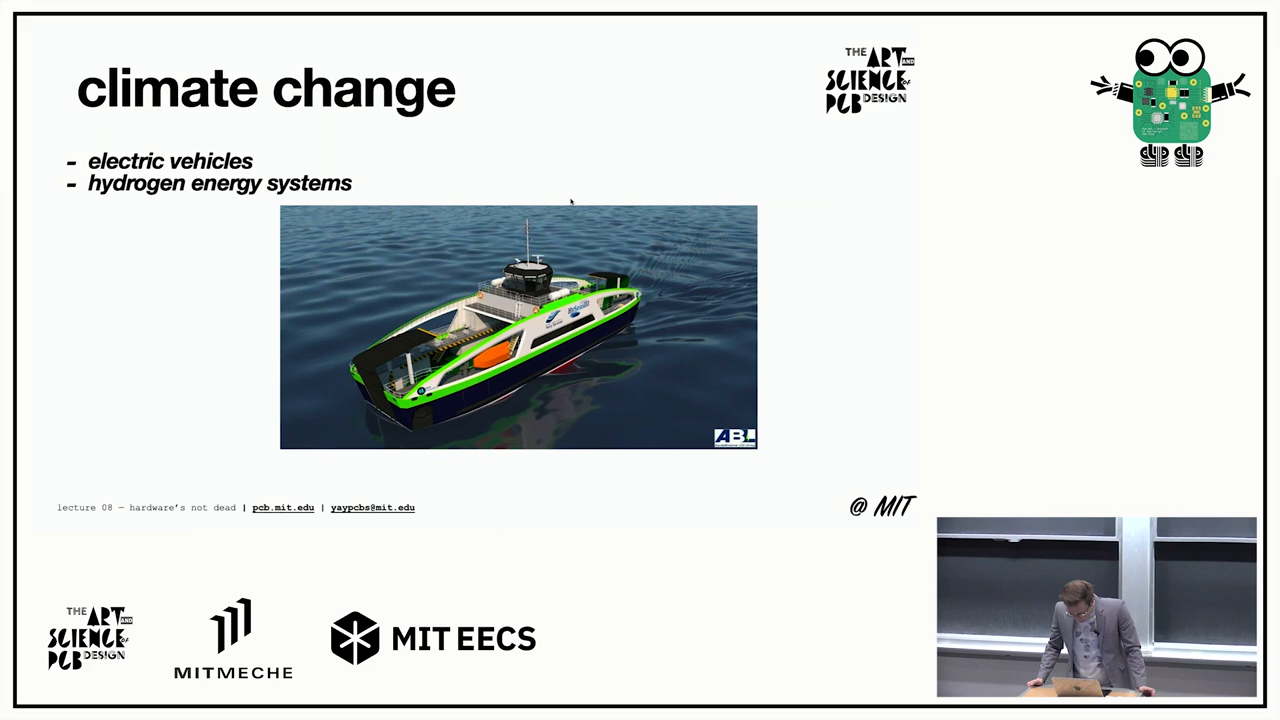 climate change
THE ART AND
SCIENCE of
PCB DESIGN
- electric vehicles
- hydrogen energy systems
ABL
lecture 08 – hardware's not dead | pcb.mit.edu | yaypcbs@mit.edu
@ MIT
THE ART AND
SCIENCE of
PCB DESIGN
MITMECHE
MIT EECS